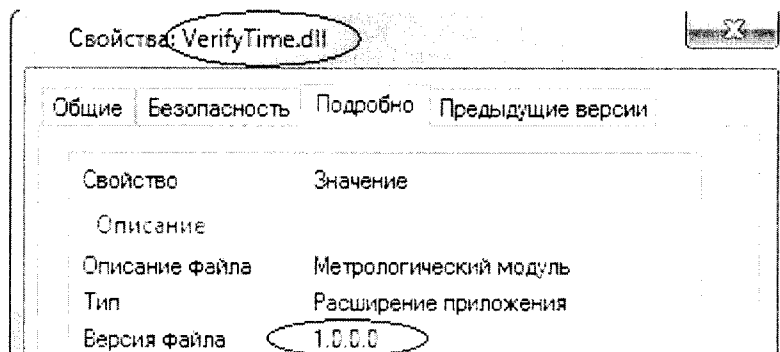 Свойства: VerifyTime.dll
Общие Безопасность Подробно Предыдущие версии
Свойство Значение
Описание
Описание файла Метрологический модуль
Тип Расширение приложения
Версия файла 1.0.0.0